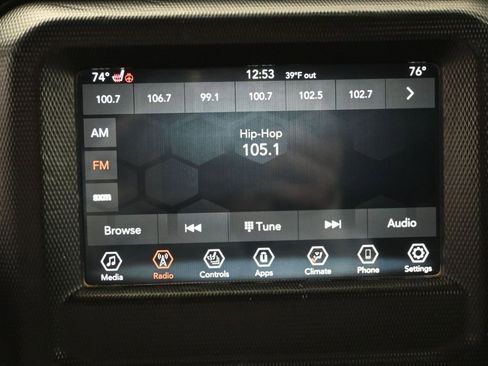 74° 12:53 39°F out 76°
100.7 106.7 99.1 100.7 102.5 102.7
AM
Hip-Hop
105.1
FM
sxm
Browse Tune Audio
Media Radio Controls Apps Climate Phone Settings